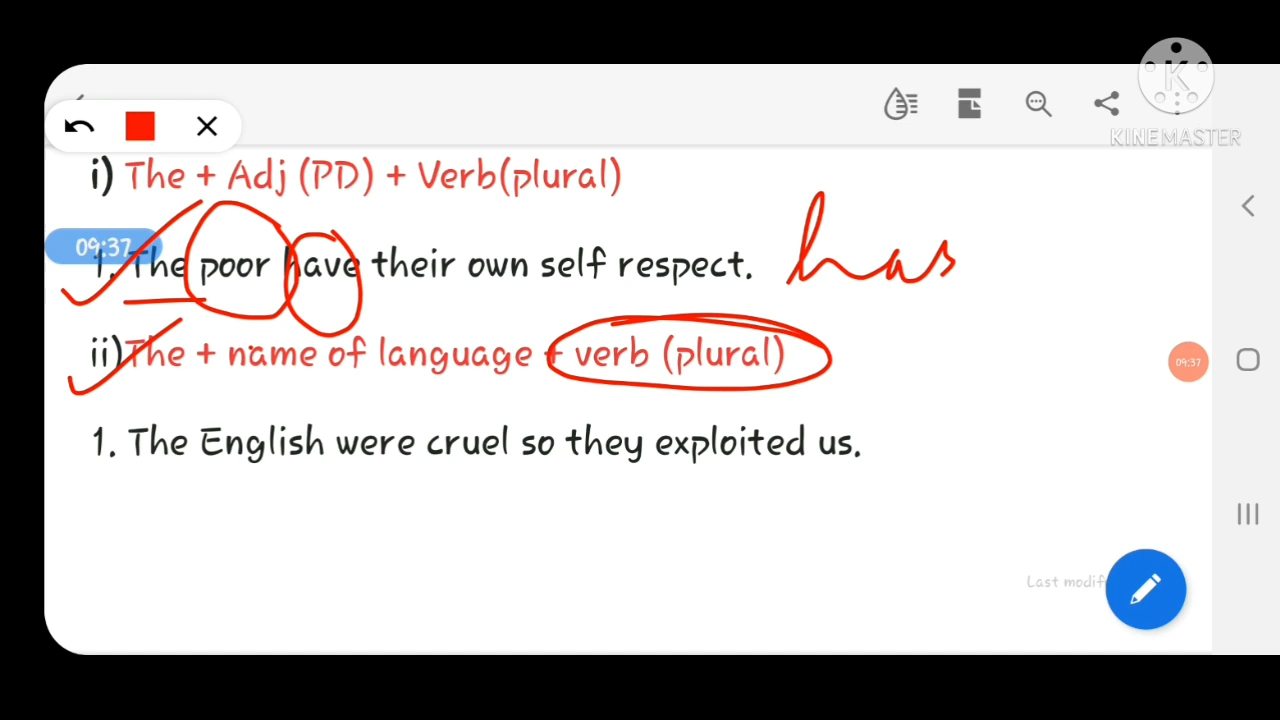 KINEMASTER
i) The + Adj (PD) + Verb(plural)
09:37
1. The poor have their own self respect. has
ii) The + name of language + verb (plural)
09:37
1. The English were cruel so they exploited us.
Last modif